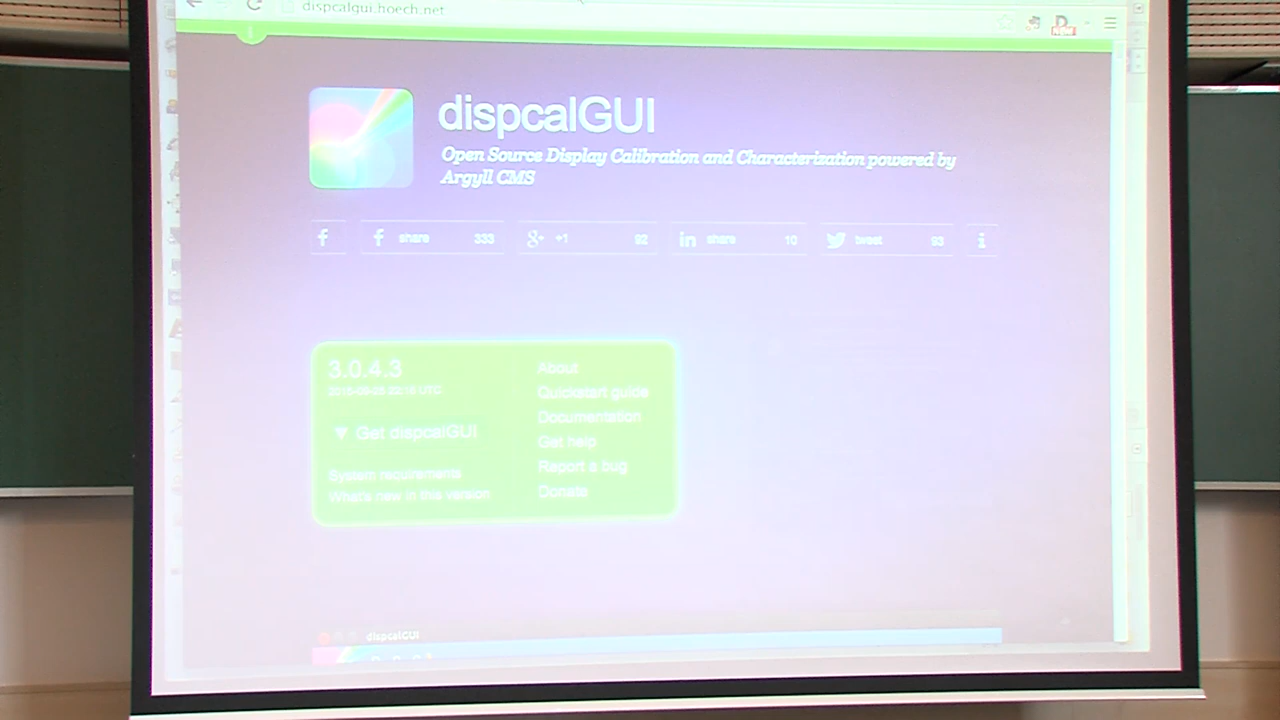 dispcalgui.hoech.net
New
dispcalGUI
Open Source Display Calibration and Characterization powered by
Argyll CMS
share 333
+1 92
in share 10
tweet 93
3.0.4.3
Get dispcalGUI
System requirements
What's new in this version
About
Quickstart guide
Documentation
Get help
Report a bug
Donate
dispcalGUI